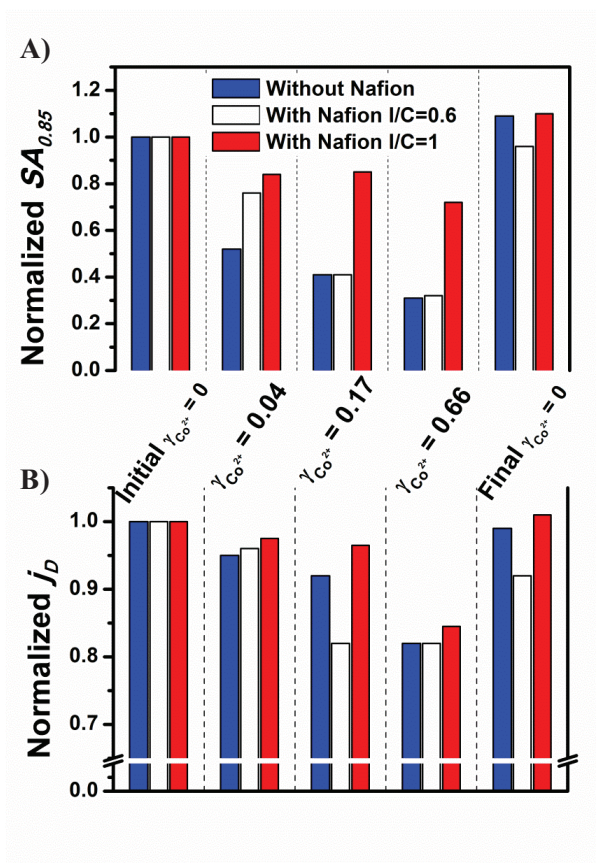 A)
Normalized SA0.85
1.2
1.0
0.8
0.6
0.4
0.2
0.0
Without Nafion
With Nafion I/C=0.6
With Nafion I/C=1
Initial γCo²⁺ = 0
γCo²⁺ = 0.04
γCo²⁺ = 0.17
γCo²⁺ = 0.66
Final γCo²⁺ = 0
B)
Normalized jD
1.0
0.9
0.8
0.7
0.0